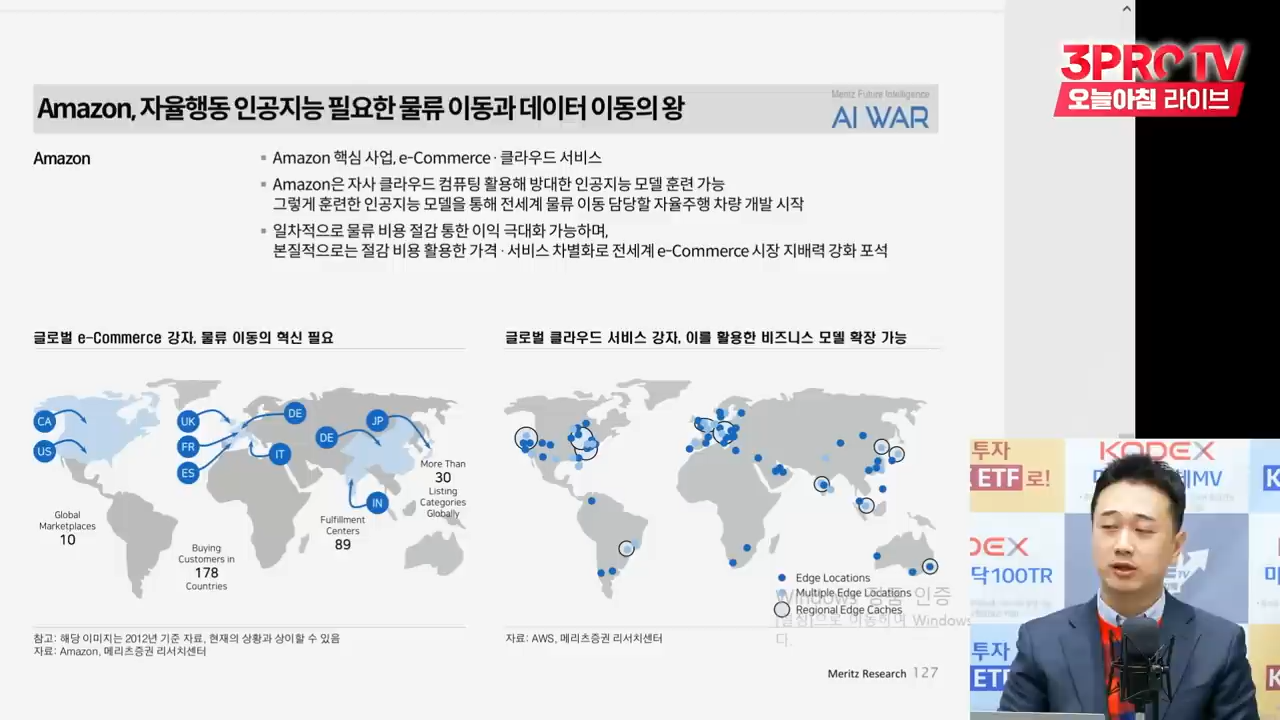 3PROTV
오늘아침 라이브
Amazon, 자율행동 인공지능 필요한 물류 이동과 데이터 이동의 왕
Meritz Future Intelligence
AI WAR
Amazon
▪ Amazon 핵심 사업, e-Commerce · 클라우드 서비스
▪ Amazon은 자사 클라우드 컴퓨팅 활용해 방대한 인공지능 모델 훈련 가능
그렇게 훈련한 인공지능 모델을 통해 전세계 물류 이동 담당할 자율주행 차량 개발 시작
▪ 일차적으로 물류 비용 절감 통한 이익 극대화 가능하며,
본질적으로는 절감 비용 활용한 가격 · 서비스 차별화로 전세계 e-Commerce 시장 지배력 강화 포석
글로벌 e-Commerce 강자, 물류 이동의 혁신 필요
CA
US
UK
FR
ES
DE
IT
DE
JP
IN
Global
Marketplaces
10
Buying
Customers in
178
Countries
Fulfillment
Centers
89
More Than
30
Listing
Categories
Globally
참고: 해당 이미지는 2012년 기준 자료, 현재의 상황과 상이할 수 있음
자료: Amazon, 메리츠증권 리서치센터
글로벌 클라우드 서비스 강자, 이를 활용한 비즈니스 모델 확장 가능
Edge Locations
Multiple Edge Locations
Regional Edge Caches
Windows 정품 인증
[설정]으로 이동하여 Windows
다.
자료: AWS, 메리츠증권 리서치센터
Meritz Research 127
투자
ETF로!
KODEX
MV
DEX
닥100TR
투자
ETF